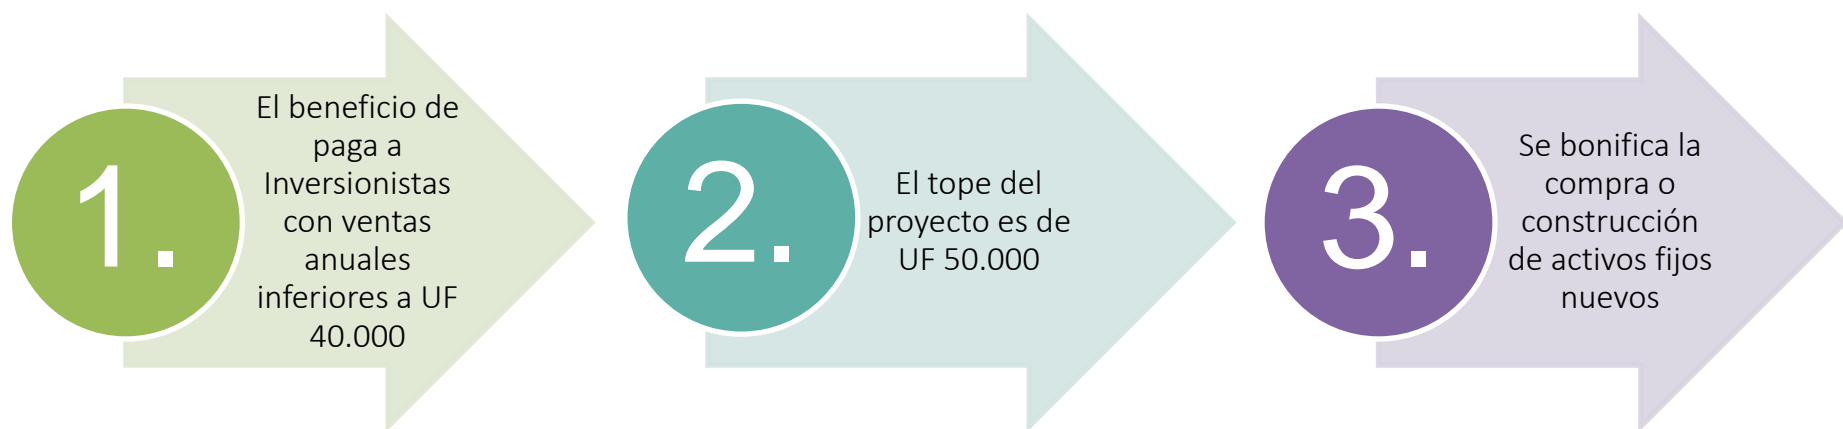 1.
El beneficio de
paga a
Inversionistas
con ventas
anuales
inferiores a UF
40.000
2.
El tope del
proyecto es de
UF 50.000
3.
Se bonifica la
compra o
construcción
de activos fijos
nuevos